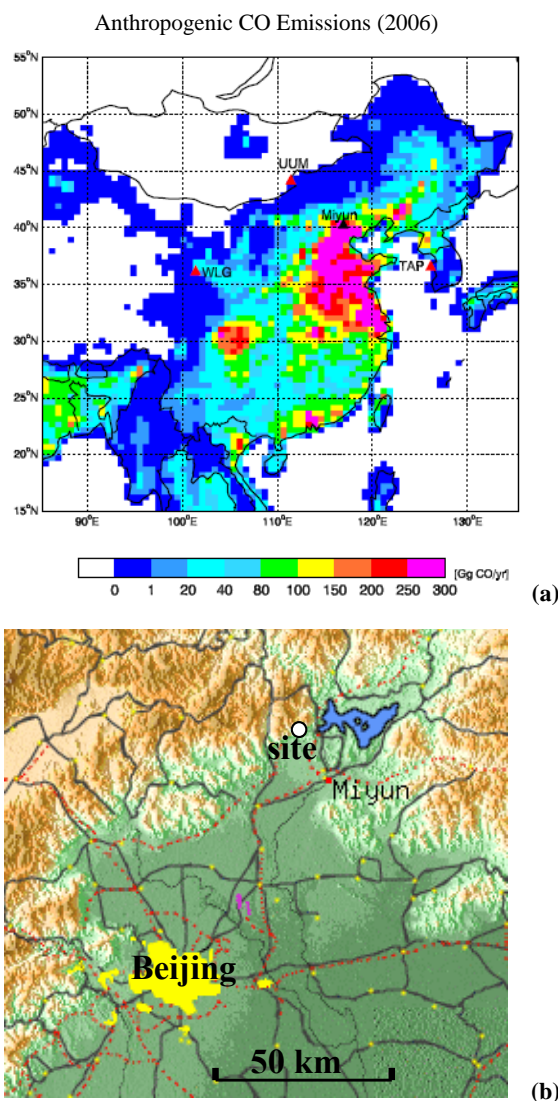 Anthropogenic CO Emissions (2006)
55°N
50°N
45°N
40°N
35°N
30°N
25°N
20°N
15°N
UUM
Miyun
WLG
TAP
90°E 100°E 110°E 120°E 130°E
0 1 20 40 80 100 150 200 250 300 [Gg CO/yr]
(a)
site
Miyun
Beijing
50 km
(b)